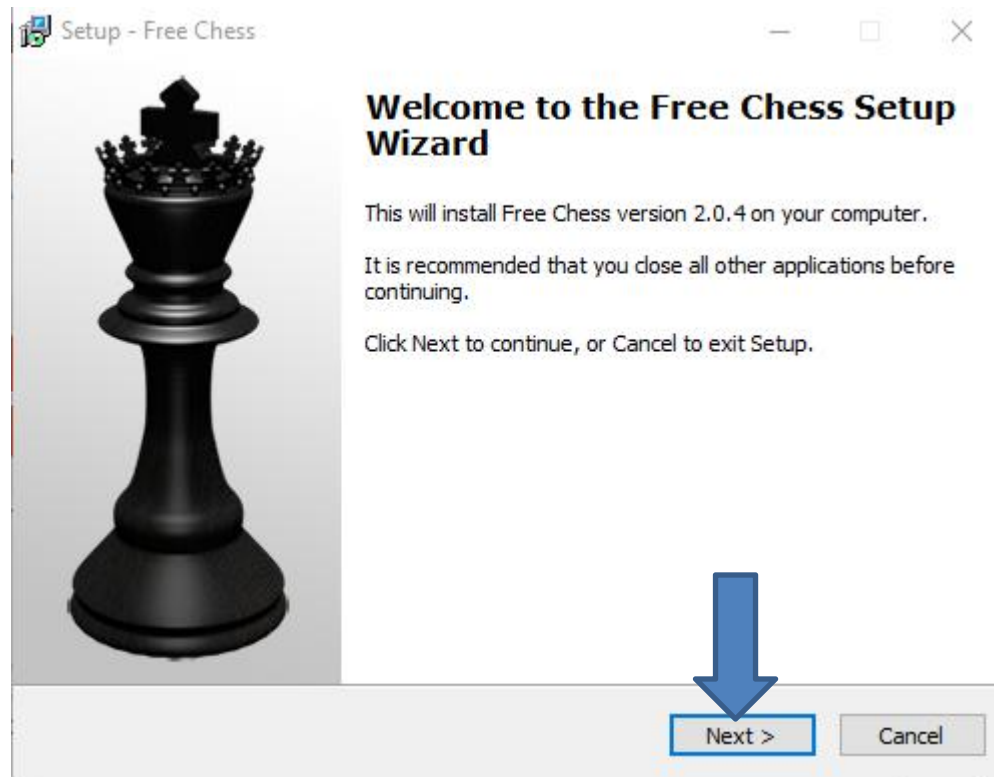 Setup - Free Chess
Welcome to the Free Chess Setup
Wizard
This will install Free Chess version 2.0.4 on your computer.
It is recommended that you close all other applications before
continuing.
Click Next to continue, or Cancel to exit Setup.
Next >
Cancel